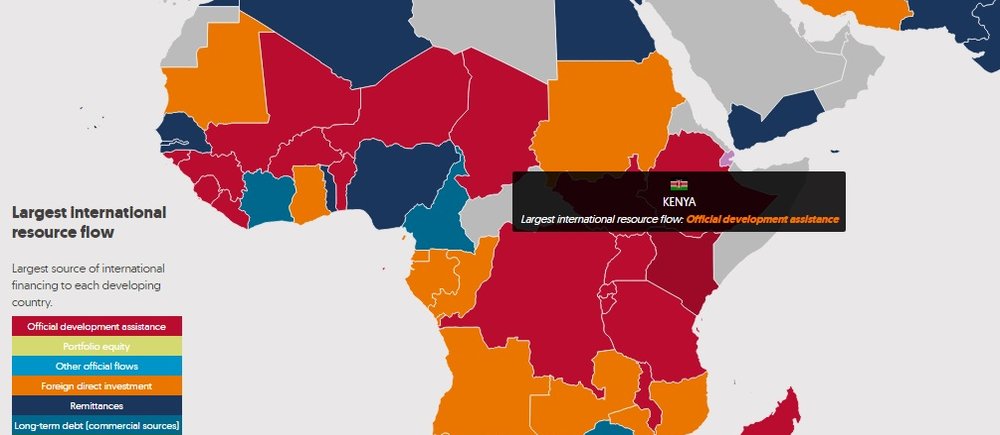 KENYA
Largest international resource flow: Official development assistance
Largest international
resource flow
Largest source of international
financing to each developing
country.
Official development assistance
Portfolio equity
Other official flows
Foreign direct investment
Remittances
Long-term debt (commercial sources)